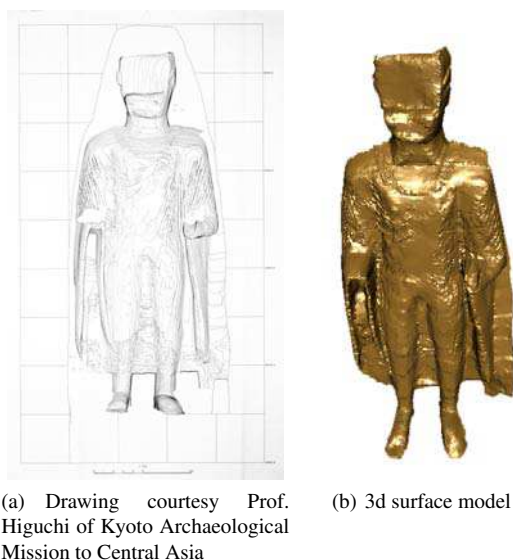 (a) Drawing courtesy Prof.
Higuchi of Kyoto Archaeological
Mission to Central Asia
(b) 3d surface model